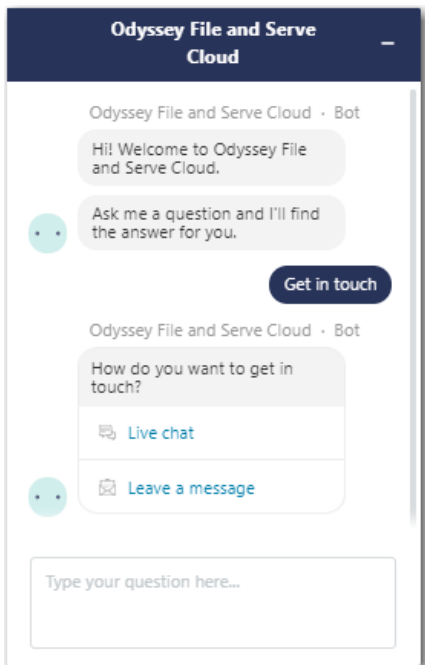 Odyssey File and Serve
Cloud
Odyssey File and Serve Cloud · Bot
Hi! Welcome to Odyssey File
and Serve Cloud.
Ask me a question and I'll find
the answer for you.
Get in touch
Odyssey File and Serve Cloud · Bot
How do you want to get in
touch?
Live chat
Leave a message
Type your question here...